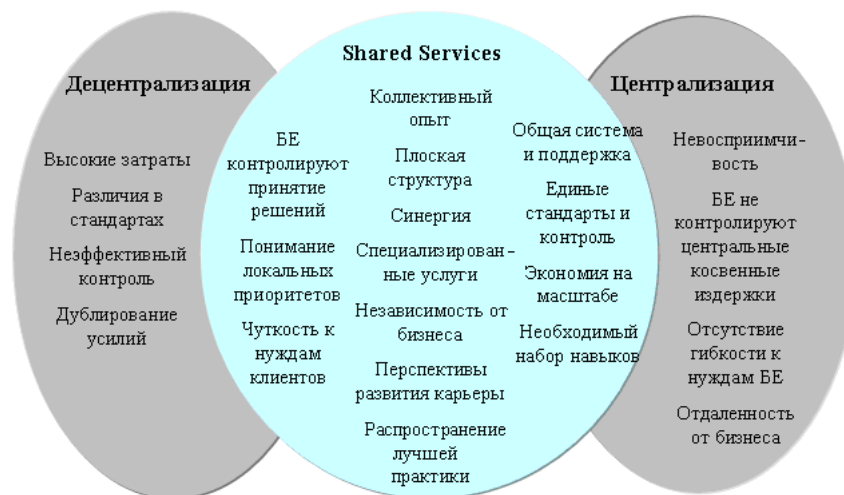 Shared Services
Децентрализация
Высокие затраты
Различия в
стандартах
Неэффективный
контроль
Дублирование
усилий
БЕ
контролируют
принятие
решений
Понимание
локальных
приоритетов
Чуткость к
нуждам
клиентов
Коллективный
опыт
Плоская
структура
Синергия
Специализирован-
ные услуги
Независимость от
бизнеса
Перспективы
развития карьеры
Распространение
лучшей
практики
Общая система
и поддержка
Единые
стандарты и
контроль
Экономия на
масштабе
Необходимый
набор навыков
Централизация
Невосприимчи-
вость
БЕ не
контролируют
центральные
косвенные
издержки
Отсутствие
гибкости к
нуждам БЕ
Отдаленность
от бизнеса